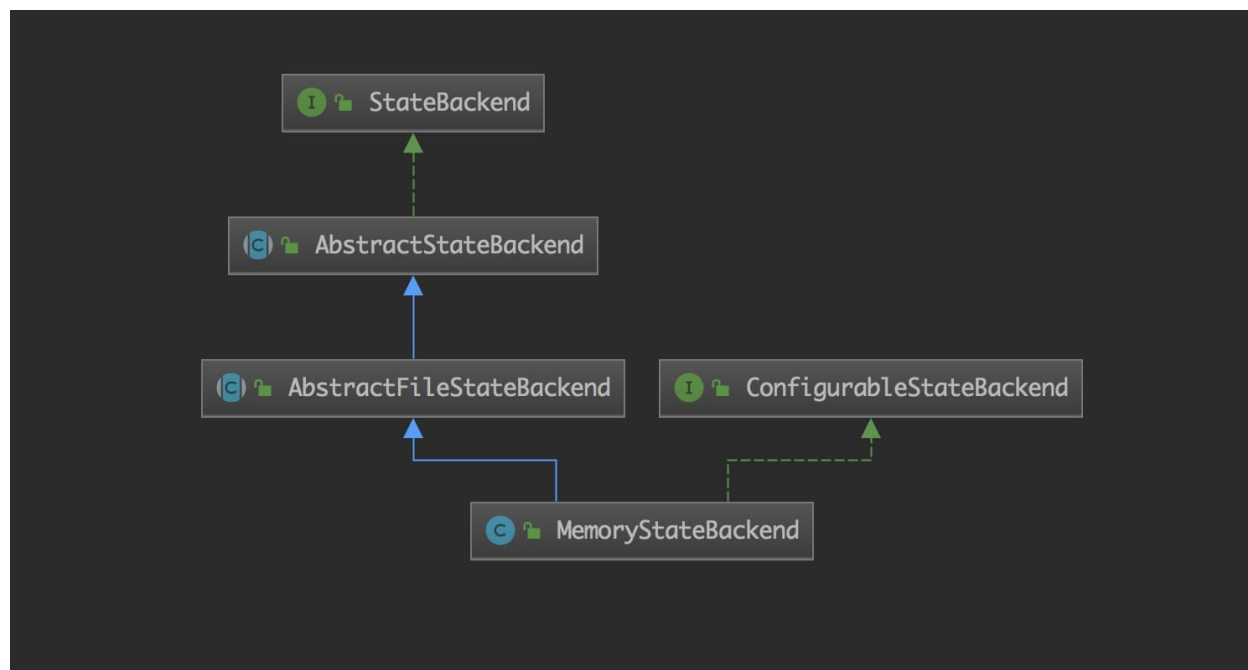 I StateBackend
C AbstractStateBackend
C AbstractFileStateBackend
I ConfigurableStateBackend
C MemoryStateBackend